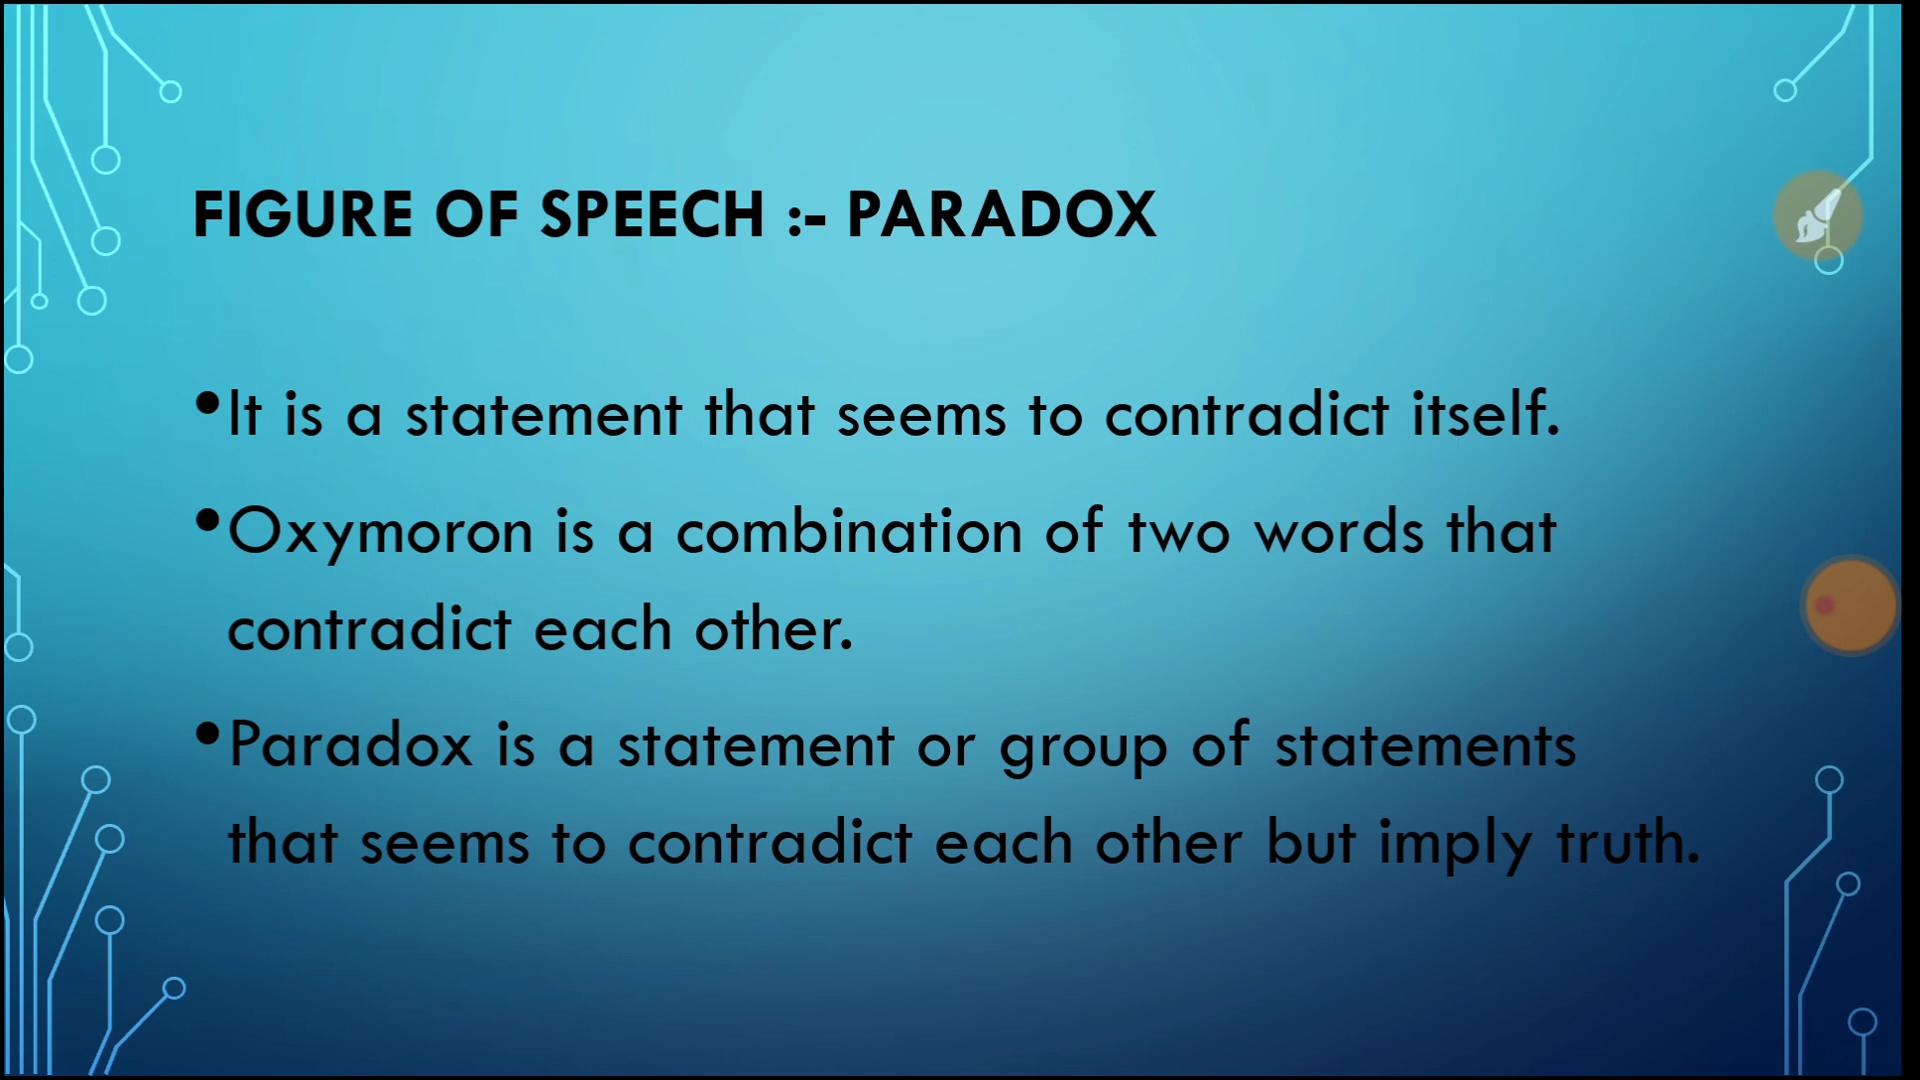 FIGURE OF SPEECH :- PARADOX
•It is a statement that seems to contradict itself.
•Oxymoron is a combination of two words that
contradict each other.
•Paradox is a statement or group of statements
that seems to contradict each other but imply truth.